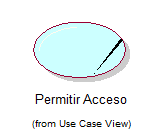 Permitir Acceso
(from Use Case View)